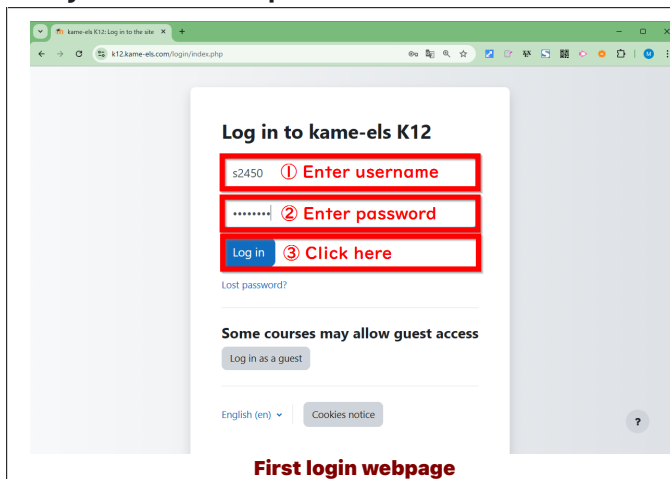 kame-els K12: Log in to the site
k12.kame-els.com/login/index.php
Log in to kame-els K12
s2450 ① Enter username
•••••••• ② Enter password
Log in ③ Click here
Lost password?
Some courses may allow guest access
Log in as a guest
English (en)
Cookies notice
?
First login webpage